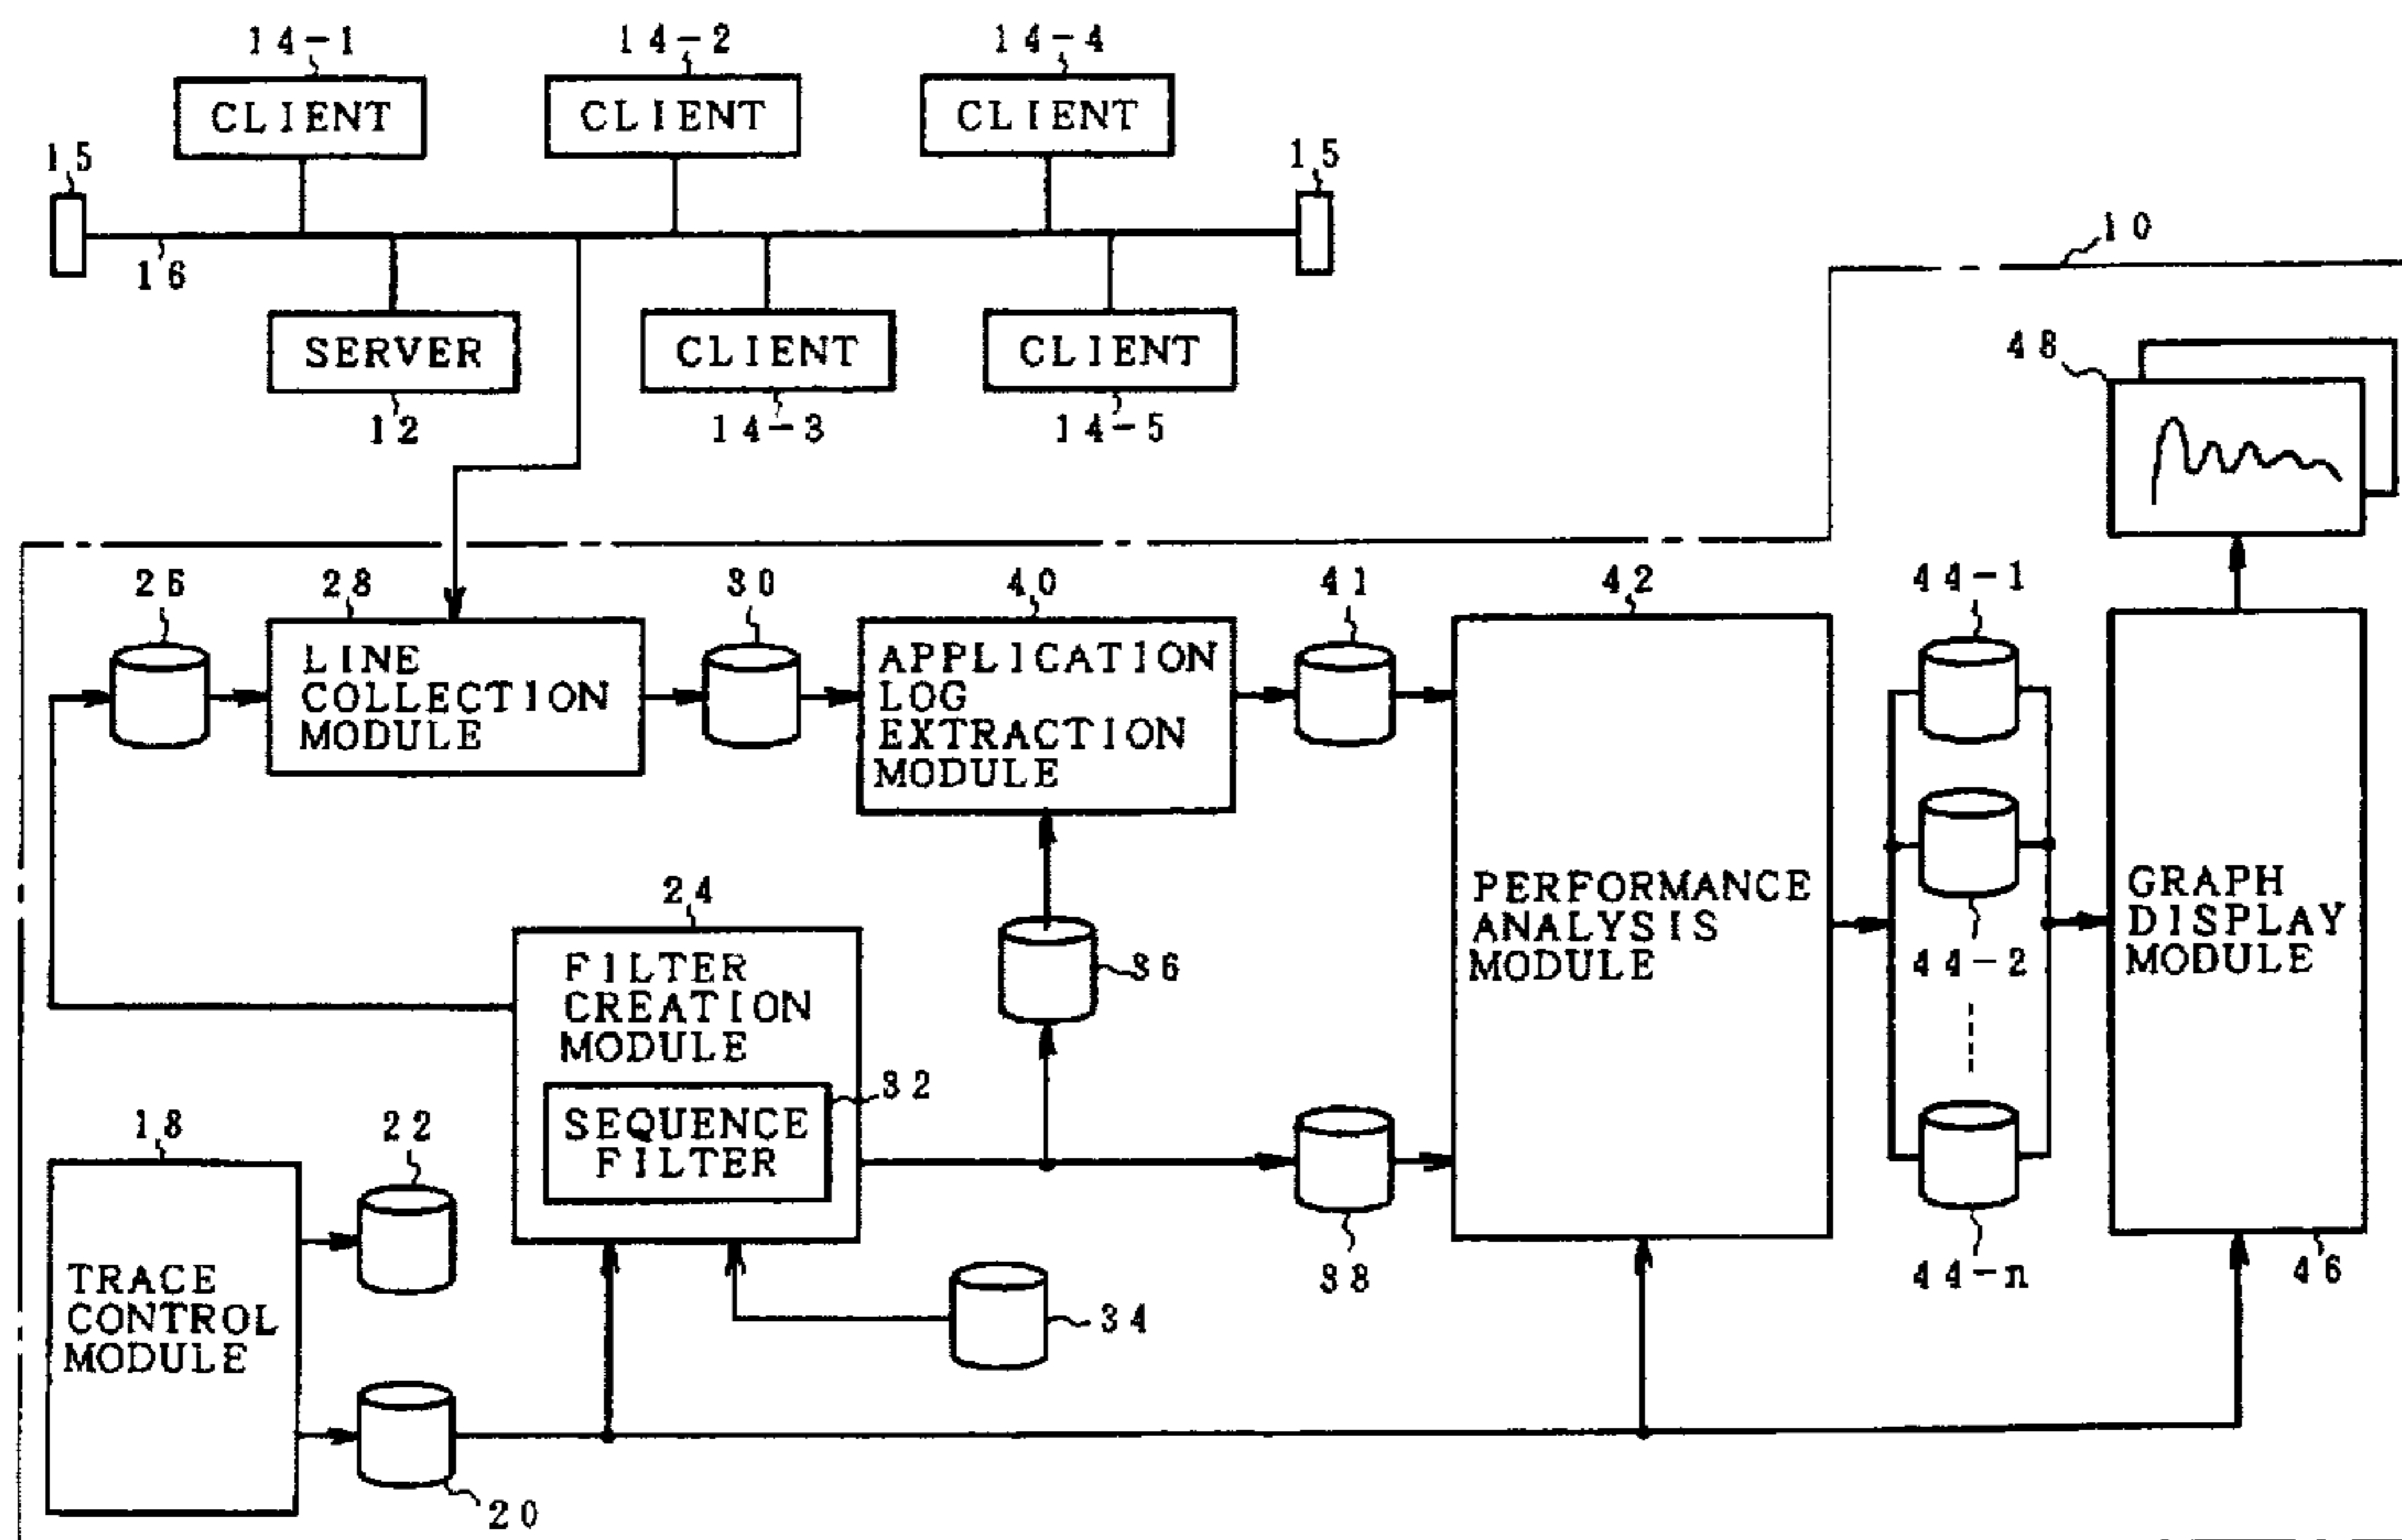 14-1
14-2
14-4
CLIENT
CLIENT
CLIENT
15
15
16
10
SERVER
CLIENT
CLIENT
12
14-3
14-5
48
26
28
30
40
41
42
44-1
LINE
COLLECTION
MODULE
APPLICATION
LOG
EXTRACTION
MODULE
24
FILTER
CREATION
MODULE
36
PERFORMANCE
ANALYSIS
MODULE
44-2
GRAPH
DISPLAY
MODULE
32
SEQUENCE
FILTER
18
22
TRACE
CONTROL
MODULE
34
38
44-n
46
20